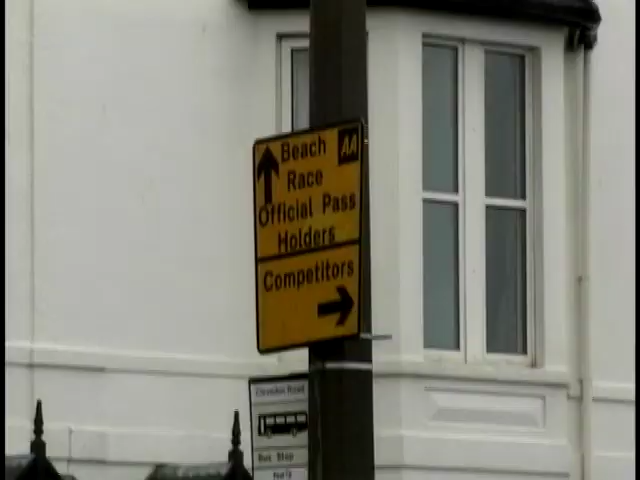 Beach AA
Race
Official Pass
Holders
Competitors
Bus Stop